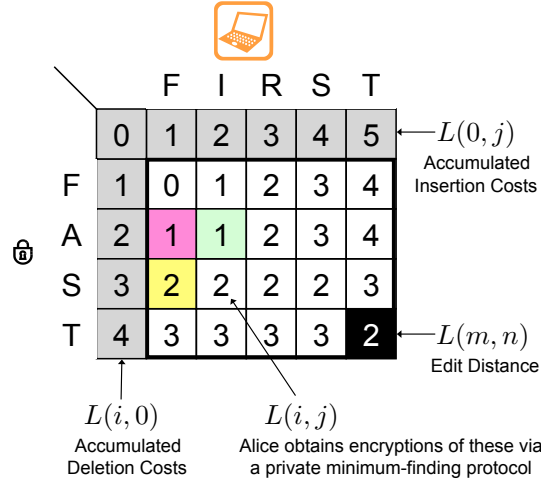 F I R S T
0 1 2 3 4 5
L(0, j)
Accumulated
Insertion Costs
F 1 0 1 2 3 4
A 2 1 1 2 3 4
S 3 2 2 2 2 3
T 4 3 3 3 3 2
L(m, n)
Edit Distance
L(i, 0)
Accumulated
Deletion Costs
L(i, j)
Alice obtains encryptions of these via
a private minimum-finding protocol